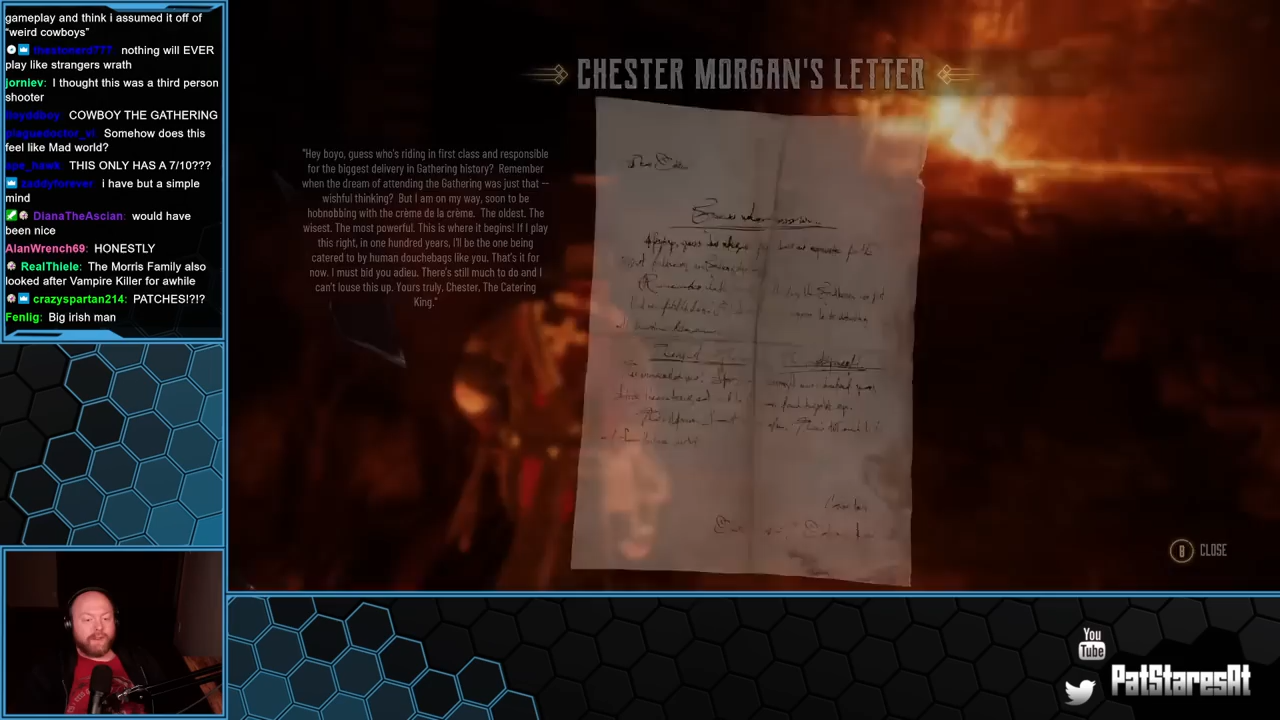 gameplay and think i assumed it off of
"weird cowboys"
nothing will EVER
play like strangers wrath
jorniev: I thought this was a third person
shooter
COWBOY THE GATHERING
plaguedoctor_vi Somehow does this
feel like Mad world?
THIS ONLY HAS A 7/10???
zaddyforever: i have but a simple
mind
DianaTheAscian: would have
been nice
AlanWrench69: HONESTLY
RealThiele: The Morris Family also
looked after Vampire Killer for awhile
crazyspartan214: PATCHES!?!?
Fenlig: Big irish man
CHESTER MORGAN'S LETTER
"Hey boyo, guess who's riding in first class and responsible
for the biggest delivery in Gathering history? Remember
when the dream of attending the Gathering was just that —
wishful thinking? But I am on my way, soon to be
hobnobbing with the crème de la crème. The oldest. The
wisest. The most powerful. This is where it begins! If I play
this right, in one hundred years, I'll be the one being
catered to by human douchebags like you. That's it for
now. I must bid you adieu. There's still much to do and I
can't louse this up. Yours truly, Chester, The Catering
King."
B CLOSE
You
Tube
PatStaresAt